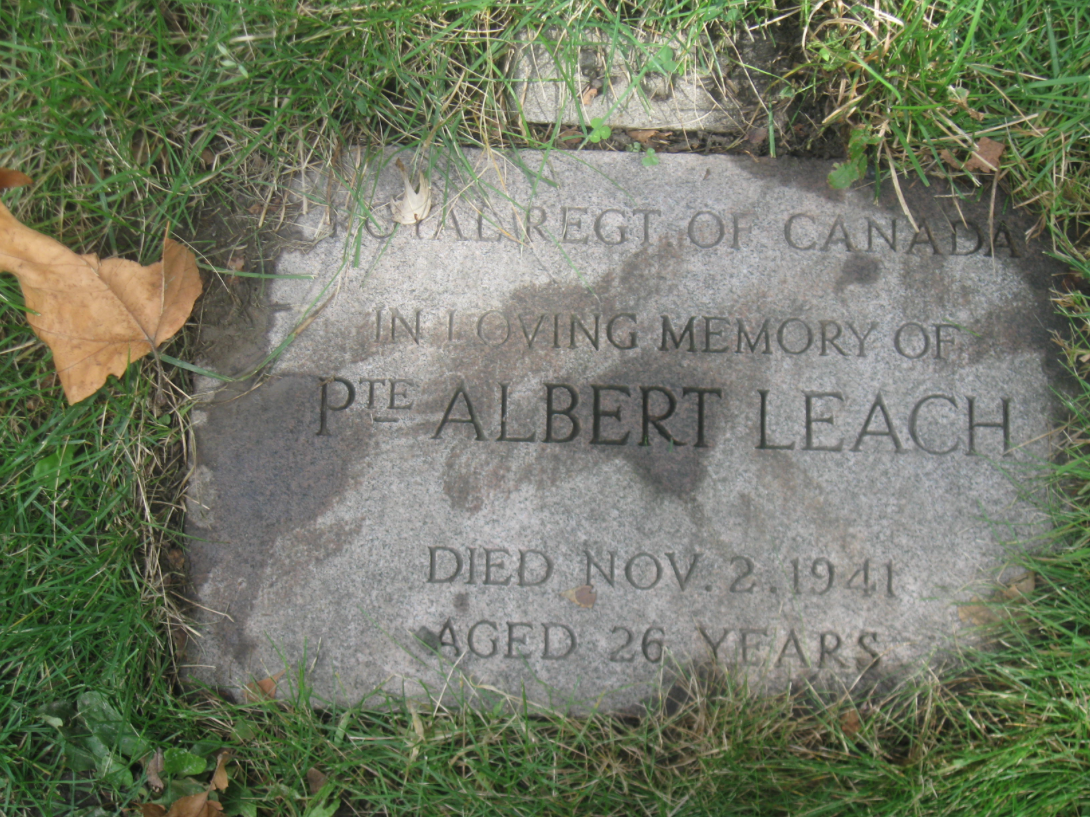 ROYAL REGT OF CANADA
IN LOVING MEMORY OF
PTE ALBERT LEACH
DIED NOV. 2. 1941
AGED 26 YEARS